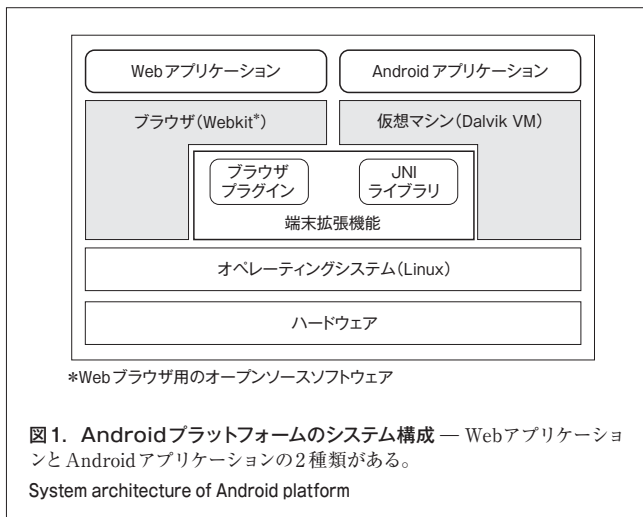 Webアプリケーション
Androidアプリケーション
ブラウザ(Webkit*)
仮想マシン(Dalvik VM)
ブラウザ
プラグイン
JNI
ライブラリ
端末拡張機能
オペレーティングシステム(Linux)
ハードウェア
*Webブラウザ用のオープンソースソフトウェア
図1. Androidプラットフォームのシステム構成 — Webアプリケーショ
ンとAndroidアプリケーションの2種類がある。
System architecture of Android platform